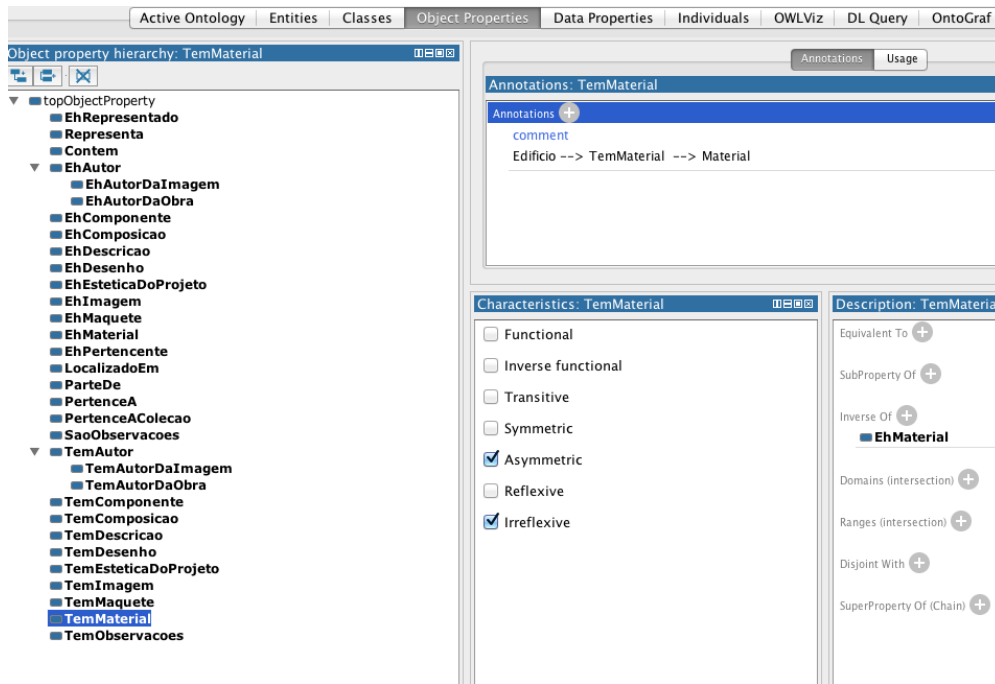 Active Ontology Entities Classes Object Properties Data Properties Individuals OWLViz DL Query OntoGraf
Object property hierarchy: TemMaterial
topObjectProperty
EhRepresentado
Representa
Contem
EhAutor
EhAutorDaImagem
EhAutorDaObra
EhComponente
EhComposicao
EhDescricao
EhDesenho
EhEsteticaDoProjeto
EhImagem
EhMaquete
EhMaterial
EhPertencente
LocalizadoEm
ParteDe
PertenceA
PertenceAColecao
SaoObservacoes
TemAutor
TemAutorDaImagem
TemAutorDaObra
TemComponente
TemComposicao
TemDescricao
TemDesenho
TemEsteticaDoProjeto
TemImagem
TemMaquete
TemMaterial
TemObservacoes
Annotations Usage
Annotations: TemMaterial
Annotations
comment
Edificio --> TemMaterial --> Material
Characteristics: TemMaterial
Functional
Inverse functional
Transitive
Symmetric
Asymmetric
Reflexive
Irreflexive
Description: TemMateria
Equivalent To
SubProperty Of
Inverse Of
EhMaterial
Domains (intersection)
Ranges (intersection)
Disjoint With
SuperProperty Of (Chain)